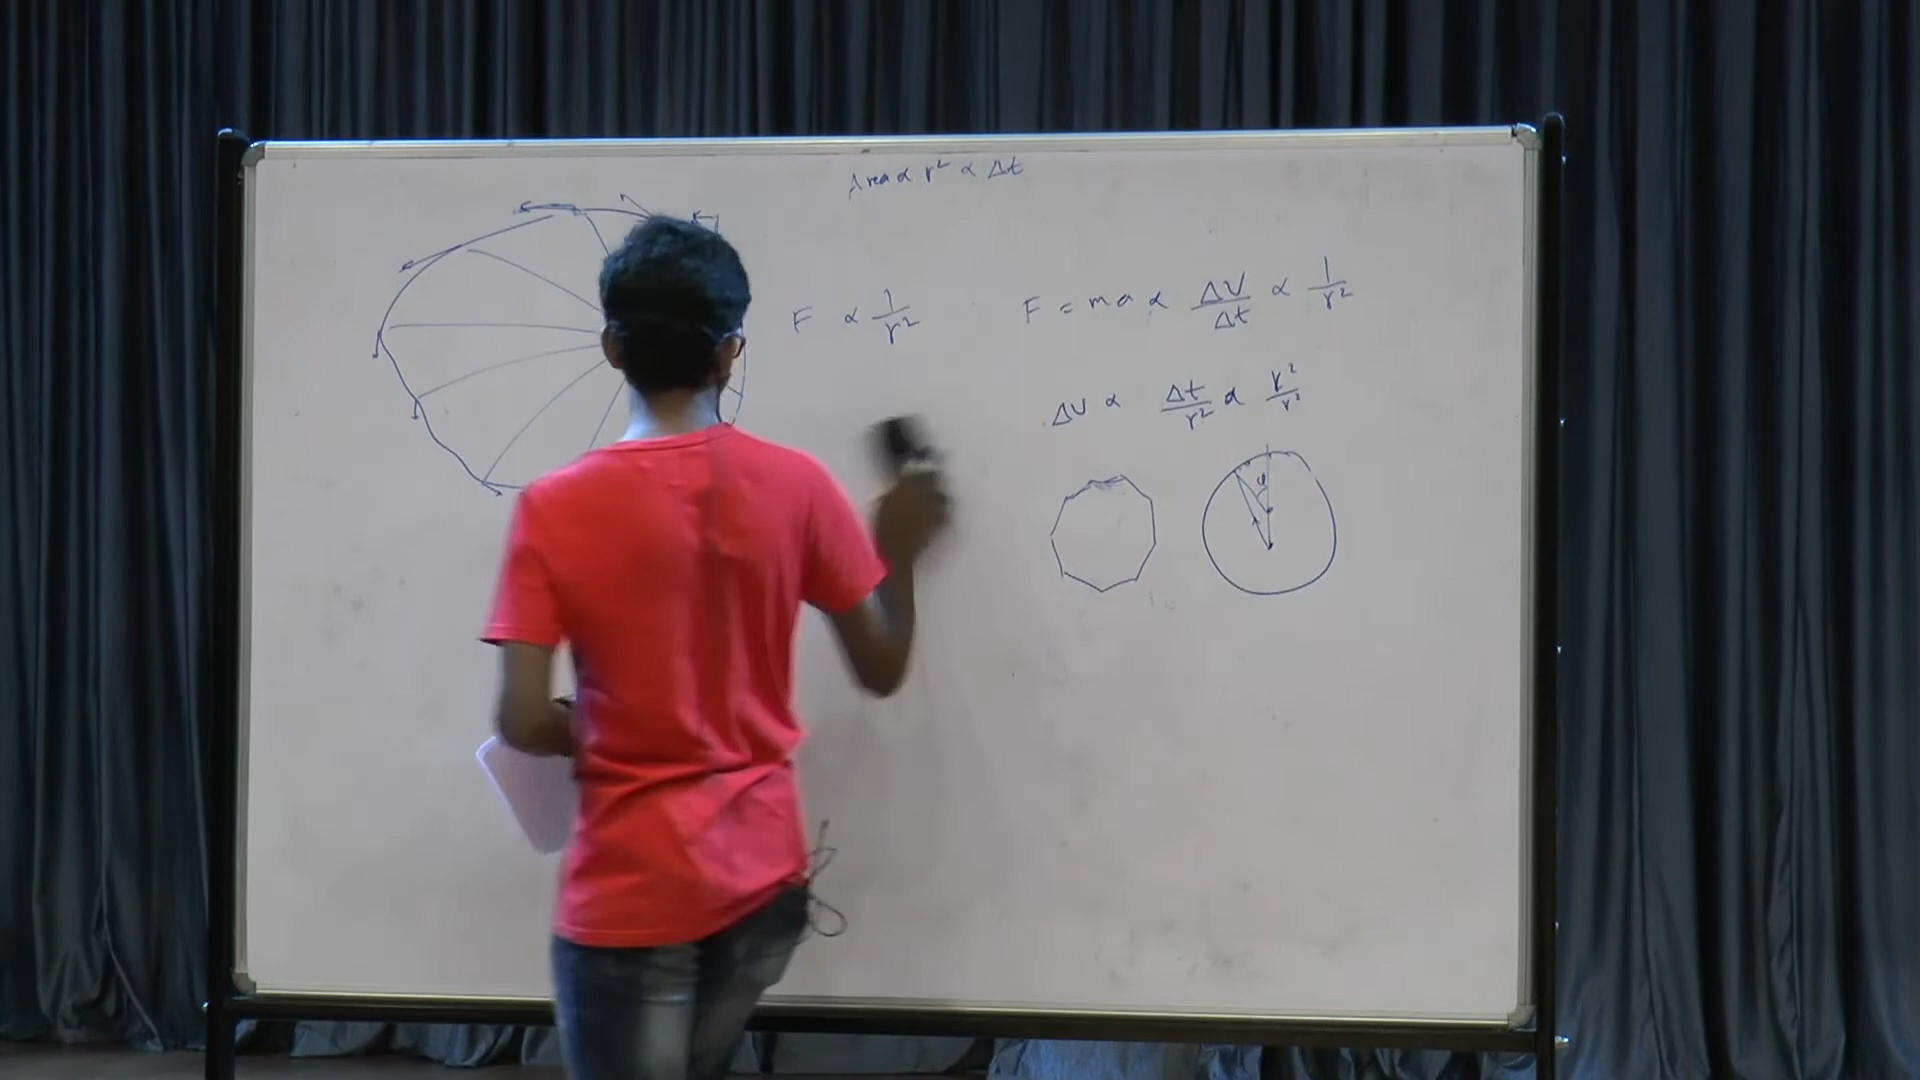 Area ∝ r² ∝ Δt
F ∝ 1/r²
F = ma ∝ ΔV/Δt ∝ 1/r²
ΔV ∝ Δt/r² ∝ r²/r²